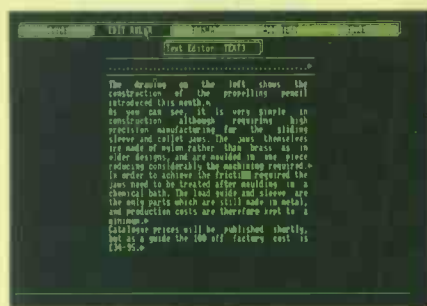 EDIT RULER
Text Editor TEXT3
The drawing on the left shows the
construction of the propelling pencil
introduced this month.
As you can see, it is very simple in
construction although requiring high
precision manufacturing for the sliding
sleeve and collet jaws. The jaws themselves
are made of nylon rather than brass as in
older designs, and are moulded in one piece
reducing considerably the machining required.
In order to achieve the friction required the
jaws need to be treated after moulding in a
chemical bath. The lead guide and sleeve are
the only parts which are still made in metal,
and production costs are therefore kept to a
minimum.
Catalogue prices will be published shortly,
but as a guide the 100 off factory cost is
£34-95.